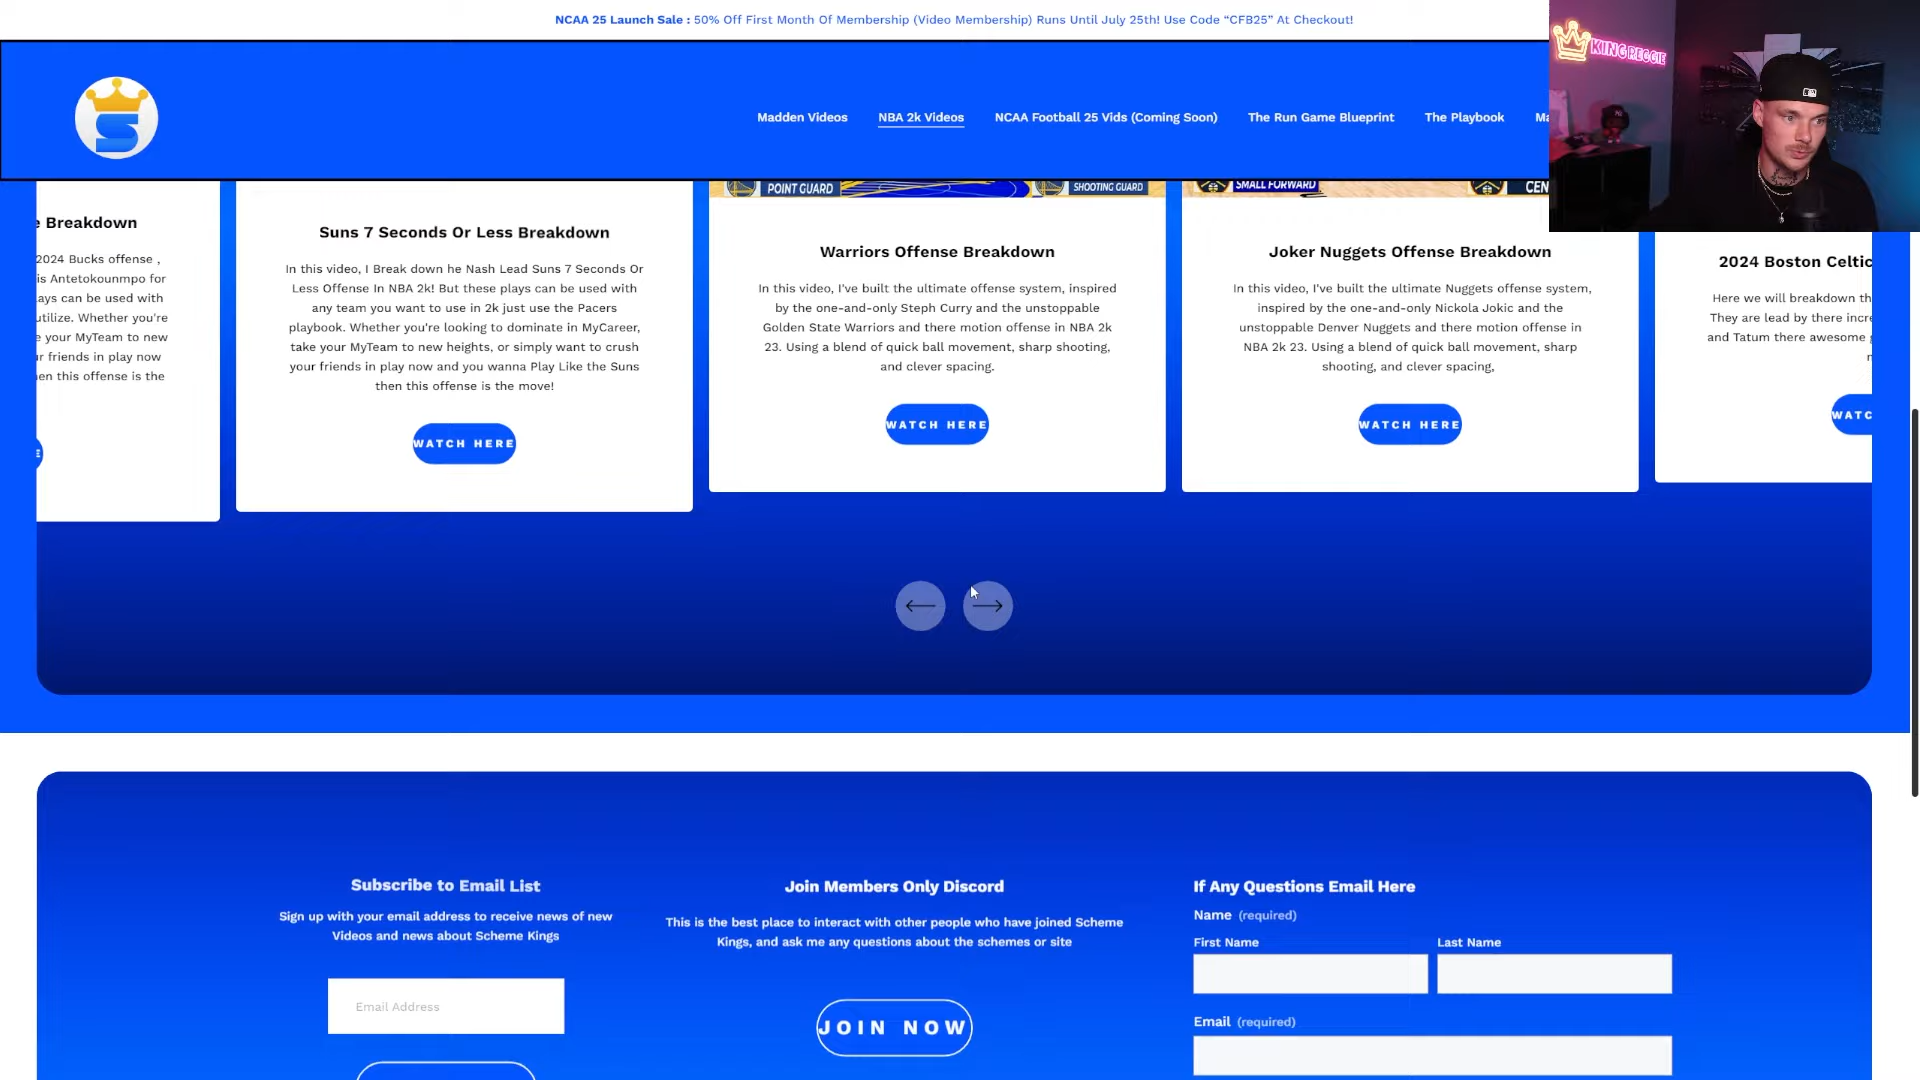 NCAA 25 Launch Sale : 50% Off First Month Of Membership (Video Membership) Runs Until July 25th! Use Code “CFB25” At Checkout!
S
Madden Videos
NBA 2k Videos
NCAA Football 25 Vids (Coming Soon)
The Run Game Blueprint
The Playbook
Ma
KING REGGIE
POINT GUARD
SHOOTING GUARD
SMALL FORWARD
CEN
e Breakdown
2024 Bucks offense ,
is Antetokounmpo for
lays can be used with
utilize. Whether you're
e your MyTeam to new
ur friends in play now
en this offense is the
E
Suns 7 Seconds Or Less Breakdown
In this video, I Break down he Nash Lead Suns 7 Seconds Or
Less Offense In NBA 2k! But these plays can be used with
any team you want to use in 2k just use the Pacers
playbook. Whether you're looking to dominate in MyCareer,
take your MyTeam to new heights, or simply want to crush
your friends in play now and you wanna Play Like the Suns
then this offense is the move!
WATCH HERE
Warriors Offense Breakdown
In this video, I've built the ultimate offense system, inspired
by the one-and-only Steph Curry and the unstoppable
Golden State Warriors and there motion offense in NBA 2k
23. Using a blend of quick ball movement, sharp shooting,
and clever spacing.
WATCH HERE
Joker Nuggets Offense Breakdown
In this video, I've built the ultimate Nuggets offense system,
inspired by the one-and-only Nickola Jokic and the
unstoppable Denver Nuggets and there motion offense in
NBA 2k 23. Using a blend of quick ball movement, sharp
shooting, and clever spacing,
WATCH HERE
2024 Boston Celtic
Here we will breakdown th
They are lead by there incre
and Tatum there awesome
WATC
Subscribe to Email List
Sign up with your email address to receive news of new
Videos and news about Scheme Kings
Email Address
Join Members Only Discord
This is the best place to interact with other people who have joined Scheme
Kings, and ask me any questions about the schemes or site
JOIN NOW
If Any Questions Email Here
Name (required)
First Name
Last Name
Email (required)